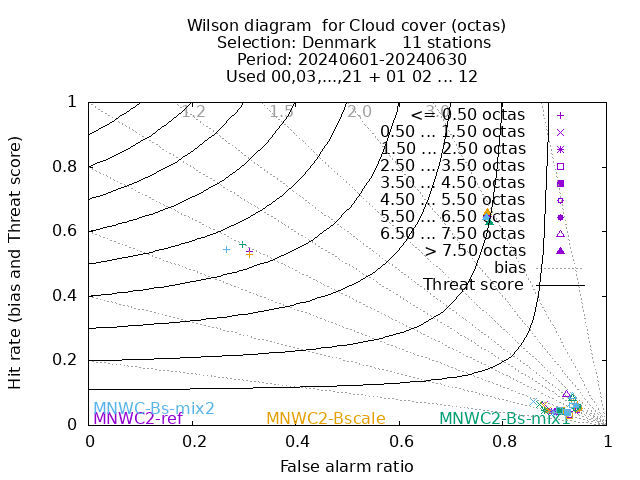 Wilson diagram  for Cloud cover (octas)
Selection: Denmark     11 stations
Period: 20240601-20240630
Used 00,03,...,21 + 01 02 ... 12
1.2 1.5 2.0 3.0
<= 0.50 octas
0.50 ... 1.50 octas
1.50 ... 2.50 octas
2.50 ... 3.50 octas
3.50 ... 4.50 octas
4.50 ... 5.50 octas
5.50 ... 6.50 octas
6.50 ... 7.50 octas
> 7.50 octas
bias
Threat score
1
0.8
0.6
0.4
0.2
0
Hit rate (bias and Threat score)
MNWC-Bs-mix2
MNWC2-ref MNWC2-Bscale MNWC2-Bs-mix
0 0.2 0.4 0.6 0.8 1
False alarm ratio